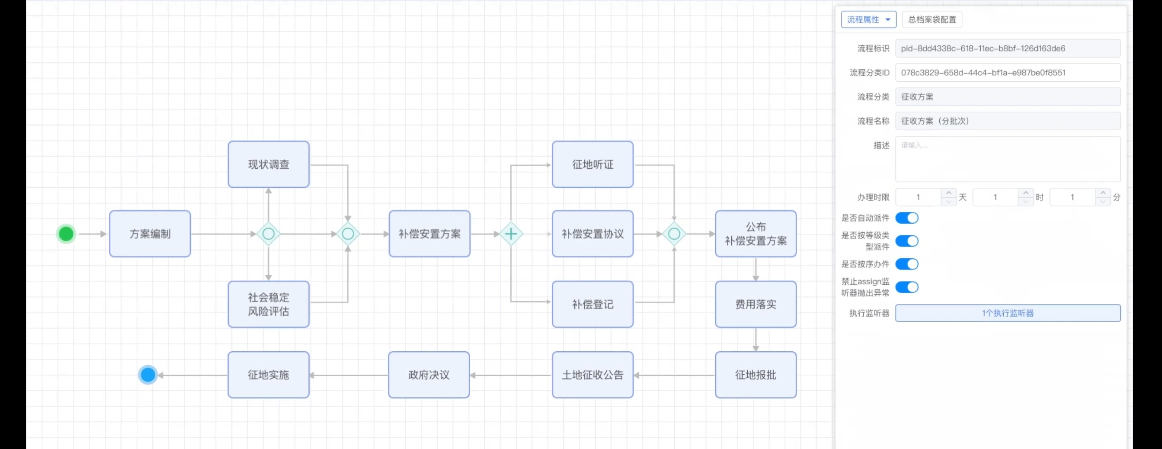 现状调查
方案编制
社会稳定
风险评估
补偿安置方案
征地听证
补偿安置协议
补偿登记
公布
补偿安置方案
费用落实
征地实施
政府决议
土地征收公告
征地报批
流程属性
总档案袋配置
流程标识 pid-8dd4338c-618-11ec-b8bf-126d163de6
流程分类ID 078c3829-658d-44c4-bf1a-e987be0f8551
流程分类 征收方案
流程名称 征收方案（分批次）
描述 请输入...
办理时限 1 天 1 时 1 分
是否自动派件
是否按等级类
型派件
是否按序办件
禁止assign监
听器抛出异常
执行监听器 1个执行监听器